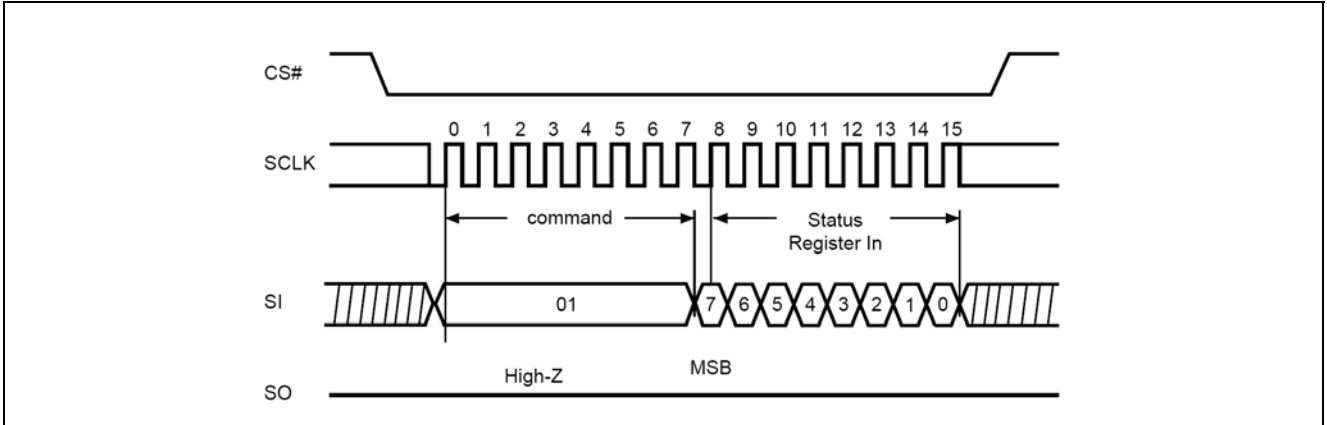 CS#
0 1 2 3 4 5 6 7 8 9 10 11 12 13 14 15
SCLK
command
Status
Register In
SI
01
7 6 5 4 3 2 1 0
High-Z
MSB
SO